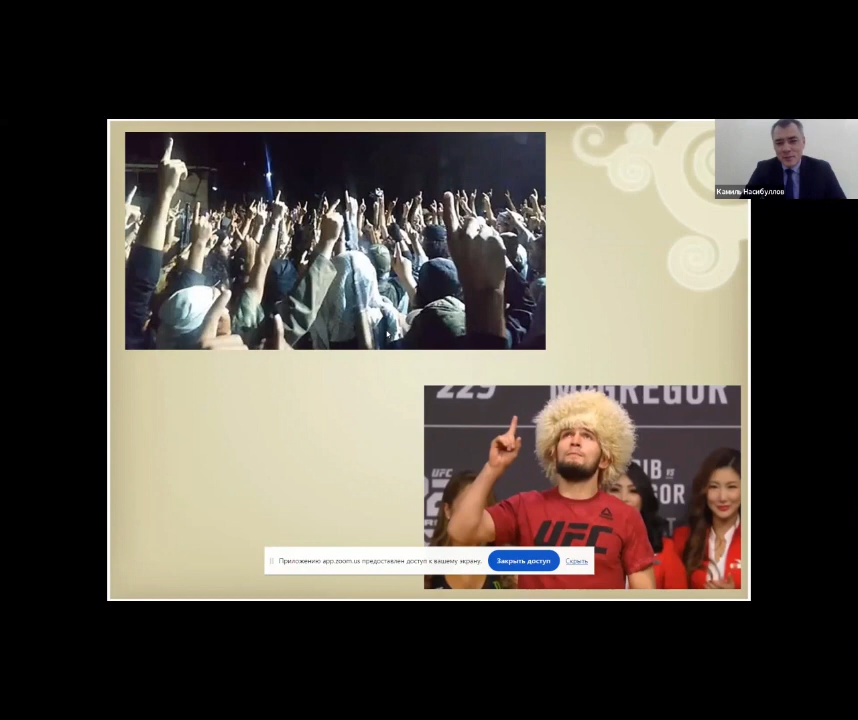 Камиль Насибуллов
229
McGREGOR
UFC
UFC
Приложению app.zoom.us предоставлен доступ к вашему экрану.
Закрыть доступ
Скрыть